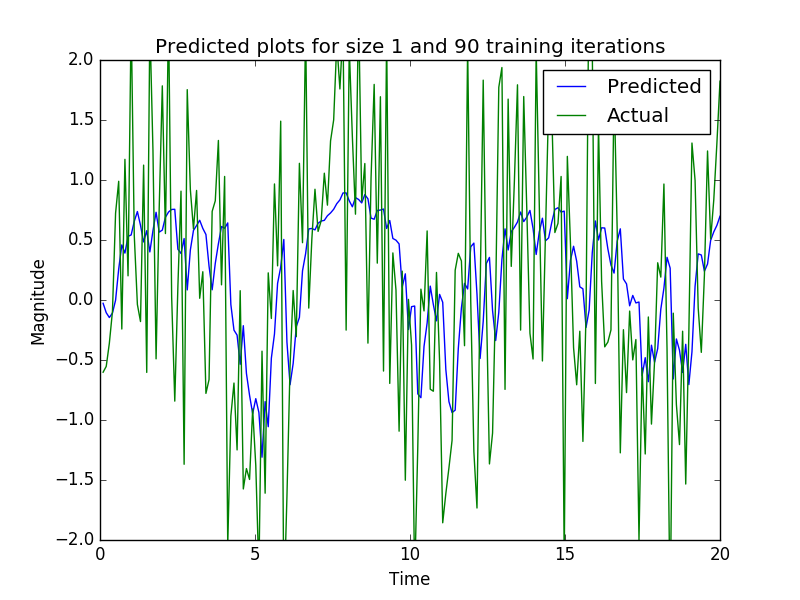 Predicted plots for size 1 and 90 training iterations
Predicted
Actual
2.0
1.5
1.0
0.5
0.0
−0.5
−1.0
−1.5
−2.0
Magnitude
0 5 10 15 20
Time